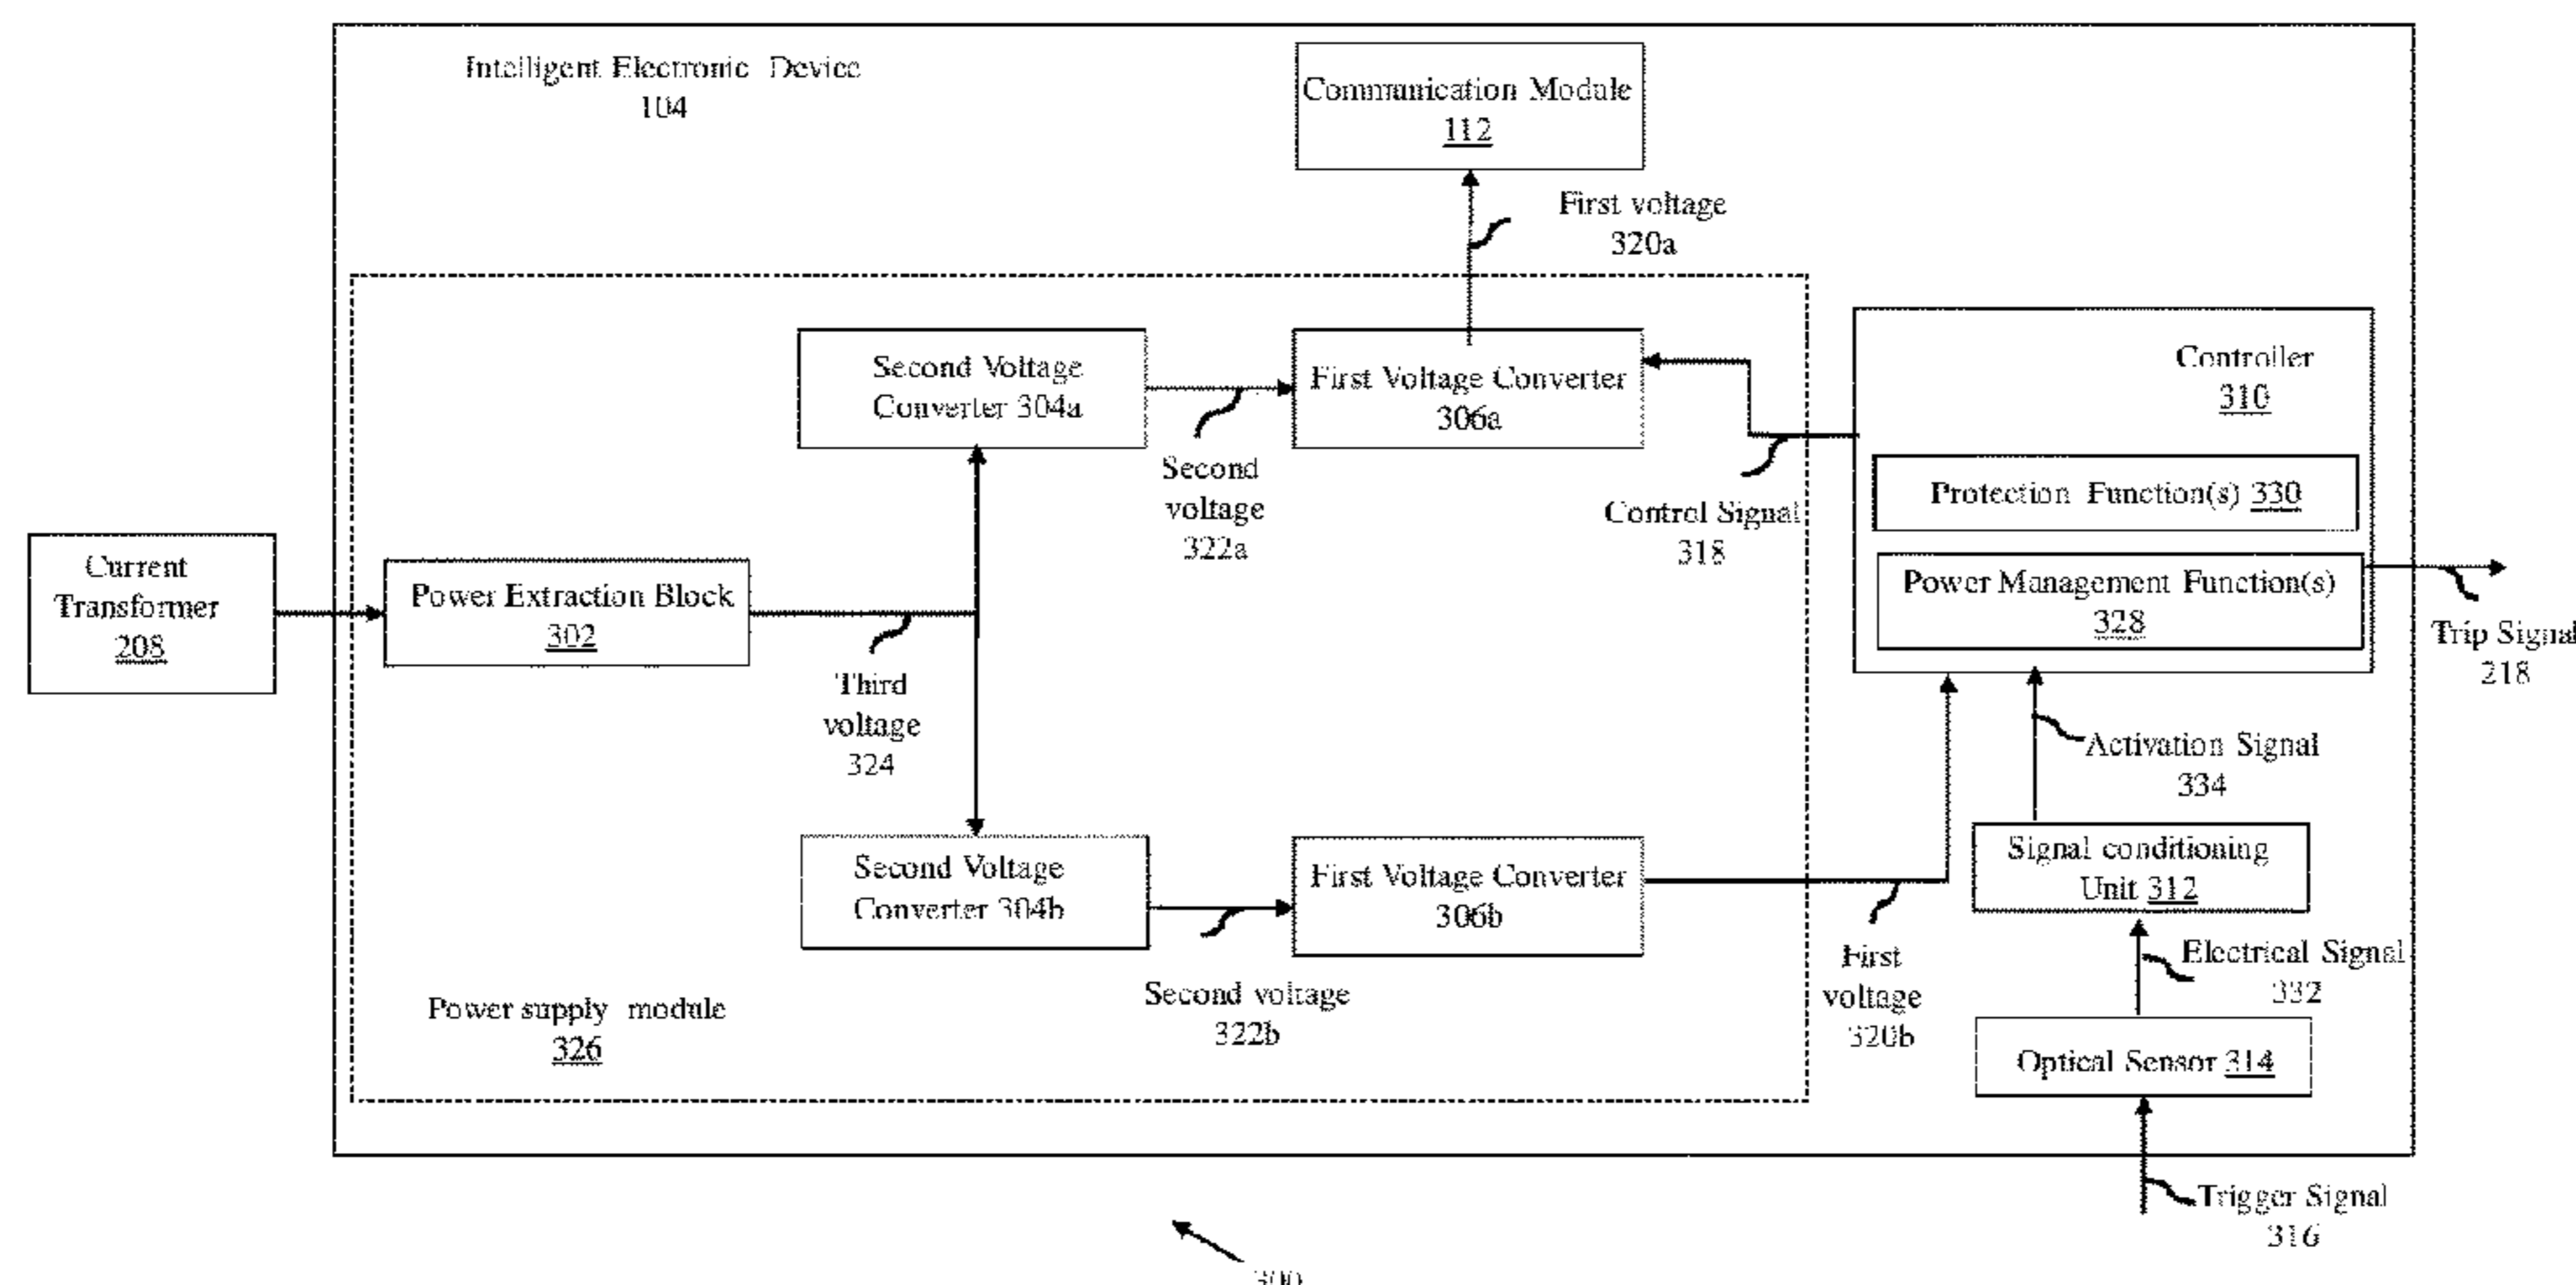 Intelligent Electronic Device
104
Communication Module
112
First voltage
320a
Second Voltage
Converter 304a
First Voltage Converter
306a
Controller
310
Second
voltage
322a
Control Signal
318
Protection Function(s) 330
Current
Transformer
208
Power Extraction Block
302
Power Management Function(s)
328
Trip Signal
218
Third
voltage
324
Activation Signal
334
Second Voltage
Converter 304b
First Voltage Converter
306b
Signal conditioning
Unit 312
Second voltage
322b
First
voltage
320b
Electrical Signal
332
Power supply module
326
Optical Sensor 314
Trigger Signal
316
300